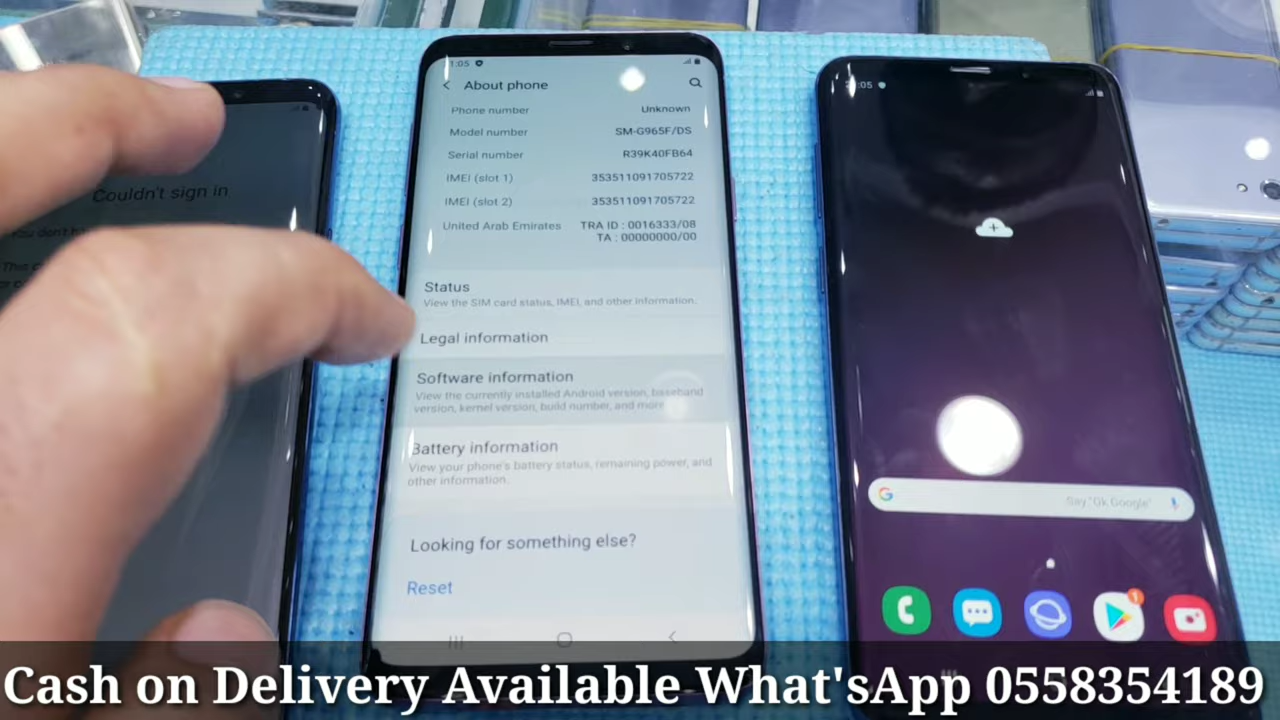 Couldn't sign in
You don't h
This c
1:05
About phone
Phone number Unknown
Model number SM-G965F/DS
Serial number R39K40FB64
IMEI (slot 1) 353511091705722
IMEI (slot 2) 353511091705722
United Arab Emirates TRA ID : 0016333/08
TA : 00000000/00
Status
View the SIM card status, IMEI, and other information.
Legal information
Software information
View the currently installed Android version, baseband
version, kernel version, build number, and more
Battery information
View your phone's battery status, remaining power, and
other information.
Looking for something else?
Reset
:05
G Say "Ok Google"
1
Cash on Delivery Available What'sApp 0558354189